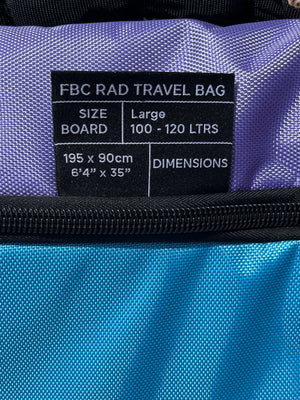 FBC RAD TRAVEL BAG
SIZE Large
BOARD 100 - 120 LTRS
195 x 90cm DIMENSIONS
6'4" x 35"